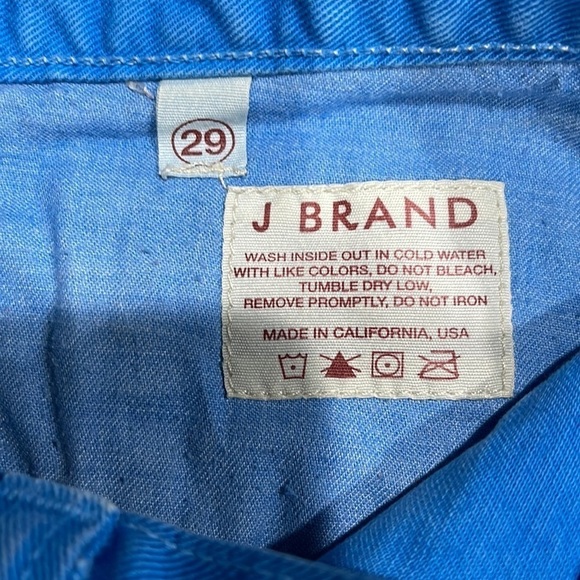 29
J BRAND
WASH INSIDE OUT IN COLD WATER
WITH LIKE COLORS, DO NOT BLEACH,
TUMBLE DRY LOW,
REMOVE PROMPTLY, DO NOT IRON
MADE IN CALIFORNIA, USA